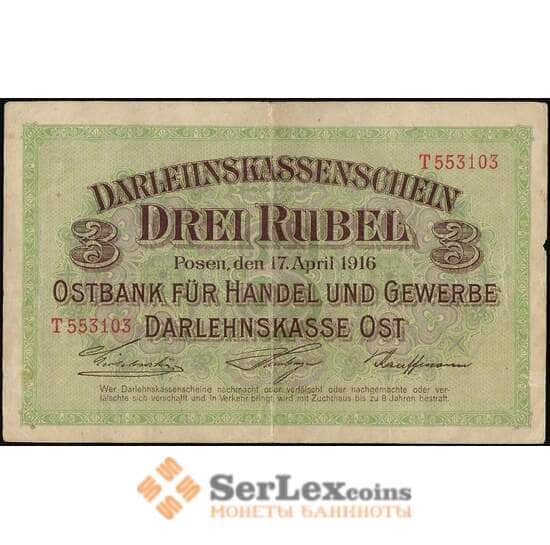 T553103
DARLEHNSKASSENSCHEIN
3 DREI RUBEL 3
Posen, den 17. April 1916
OSTBANK FÜR HANDEL UND GEWERBE
T553103 DARLEHNSKASSE OST
Wer Darlehnskassenscheine nachmacht oder verfälscht oder nachgemachte oder ver-
fälschte sich verschafft und in Verkehr bringt, wird mit Zuchthaus bis zu 8 Jahren bestraft.
SerLexcoins
МОНЕТЫ БАНКНОТЫ